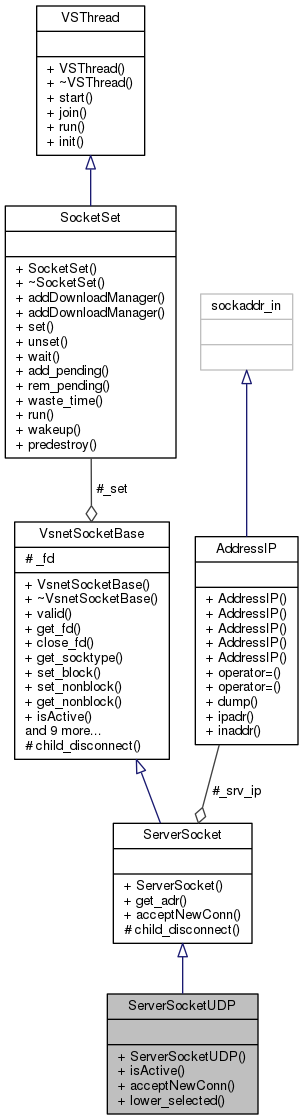 VSThread
+ VSThread()
+ ~VSThread()
+ start()
+ join()
+ run()
+ init()
SocketSet
+ SocketSet()
+ ~SocketSet()
+ addDownloadManager()
+ addDownloadManager()
+ set()
+ unset()
+ wait()
+ add_pending()
+ rem_pending()
+ waste_time()
+ run()
+ wakeup()
+ predestroy()
sockaddr_in
#_set
VsnetSocketBase
# _fd
+ VsnetSocketBase()
+ ~VsnetSocketBase()
+ valid()
+ get_fd()
+ close_fd()
+ get_socktype()
+ set_block()
+ set_nonblock()
+ get_nonblock()
+ isActive()
and 9 more...
# child_disconnect()
AddressIP
+ AddressIP()
+ AddressIP()
+ AddressIP()
+ AddressIP()
+ AddressIP()
+ operator=()
+ operator=()
+ dump()
+ ipadr()
+ inaddr()
#_srv_ip
ServerSocket
+ ServerSocket()
+ get_adr()
+ acceptNewConn()
# child_disconnect()
ServerSocketUDP
+ ServerSocketUDP()
+ isActive()
+ acceptNewConn()
+ lower_selected()